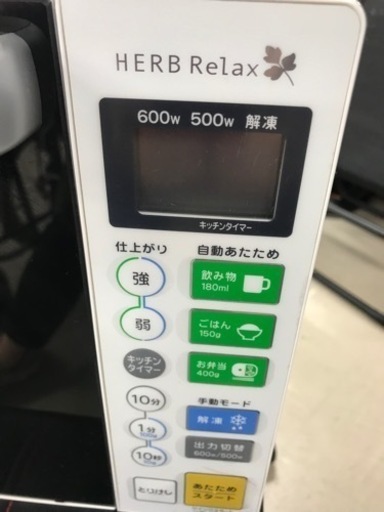 HERB Relax
600W 500W 解凍
キッチンタイマー
仕上がり
自動あたため
強
弱
飲み物
180ml
ごはん
150g
お弁当
400g
キッチン
タイマー
手動モード
10分
1分
10秒
解凍
出力切替
600w/500w
とりけし
あたため
スタート